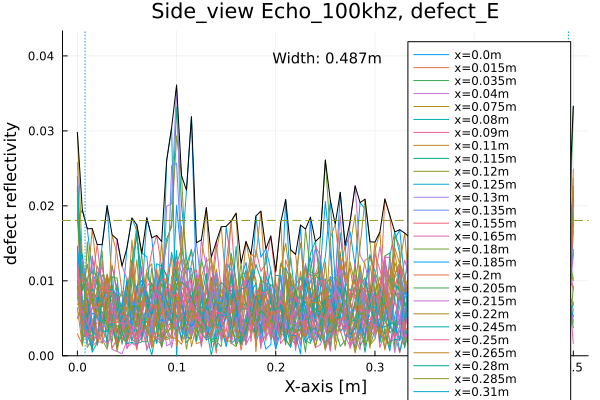 Side_view Echo_100khz, defect_E
Width: 0.487m
defect reflectivity
0.04
0.03
0.02
0.01
0.00
0.0
0.1
0.2
0.3
.5
X-axis [m]
x=0.0m
x=0.015m
x=0.035m
x=0.04m
x=0.075m
x=0.08m
x=0.09m
x=0.11m
x=0.115m
x=0.12m
x=0.125m
x=0.13m
x=0.135m
x=0.155m
x=0.165m
x=0.18m
x=0.185m
x=0.2m
x=0.205m
x=0.215m
x=0.22m
x=0.245m
x=0.25m
x=0.265m
x=0.28m
x=0.285m
x=0.31m